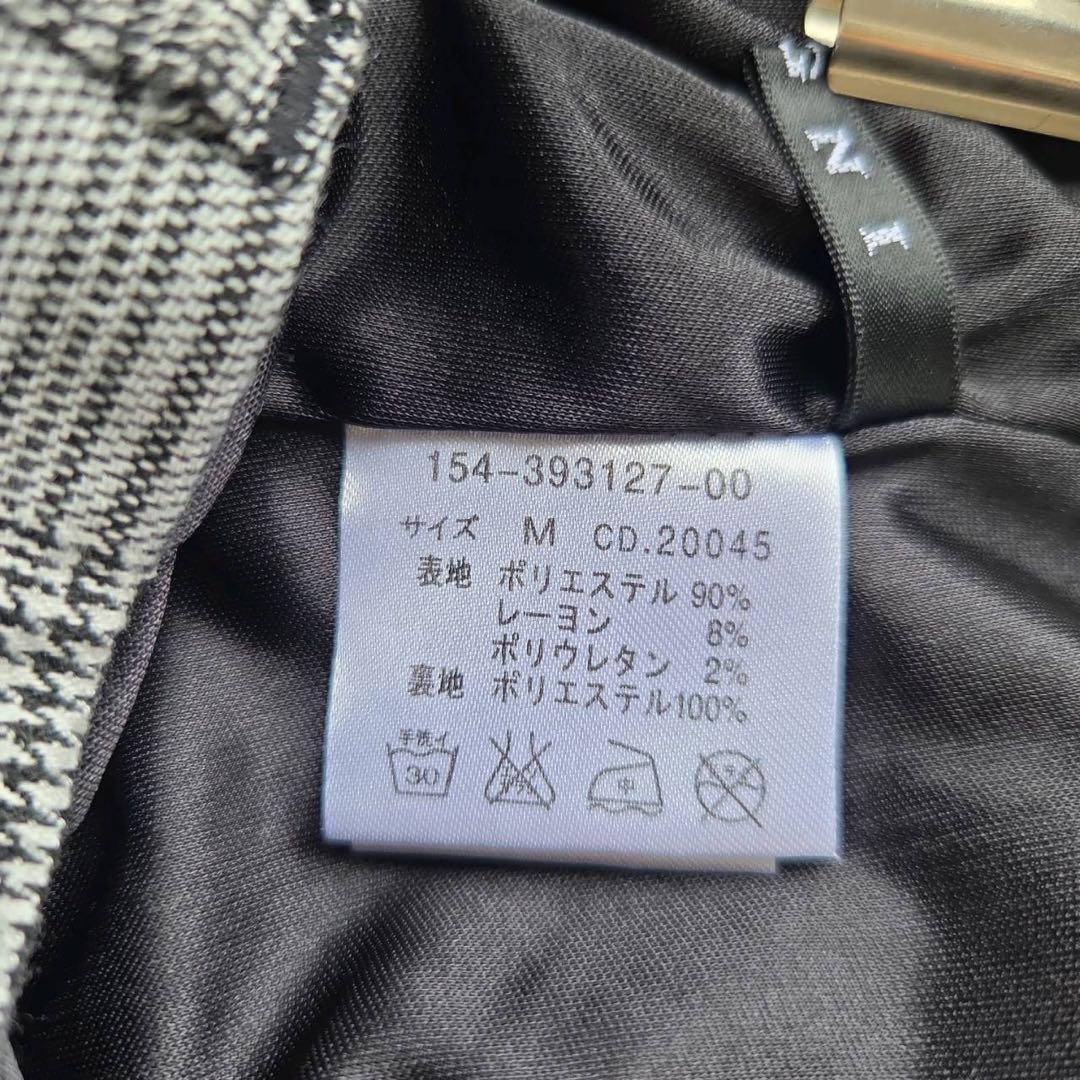 SNI
154-393127-00
サイズ M CD.20045
表地 ポリエステル 90%
レーヨン 8%
ポリウレタン 2%
裏地 ポリエステル100%
手洗イ
30
中